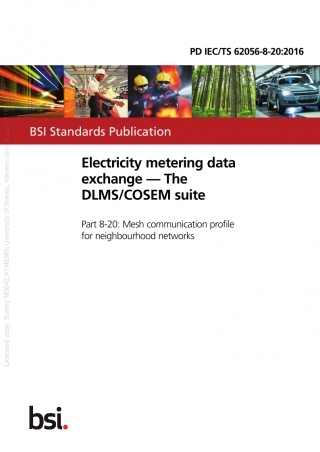 PD IEC/TS 62056-8-20:2016
BSI Standards Publication
Electricity metering data
exchange — The
DLMS/COSEM suite
Part 8-20: Mesh communication profile
for neighbourhood networks
bsi.